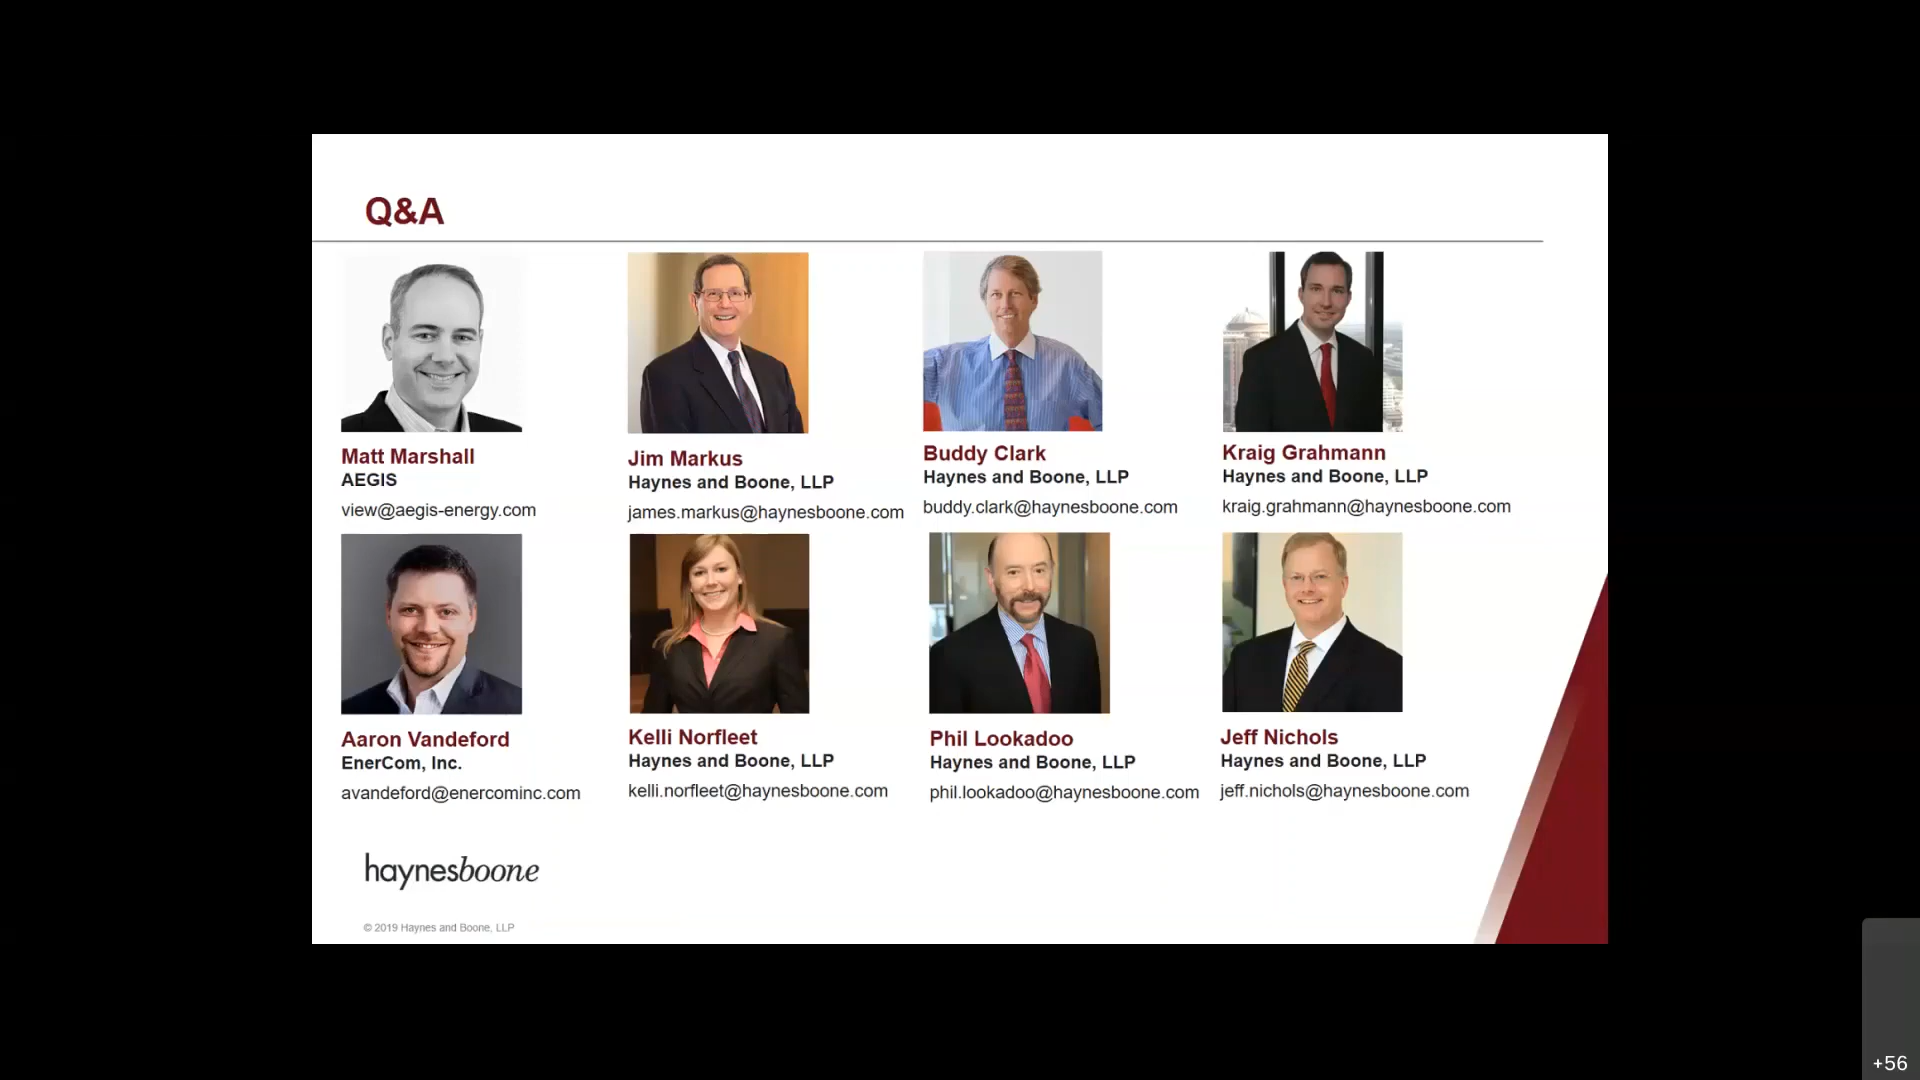 Q&A
Matt Marshall
AEGIS
view@aegis-energy.com
Jim Markus
Haynes and Boone, LLP
james.markus@haynesboone.com
Buddy Clark
Haynes and Boone, LLP
buddy.clark@haynesboone.com
Kraig Grahmann
Haynes and Boone, LLP
kraig.grahmann@haynesboone.com
Aaron Vandeford
EnerCom, Inc.
avandeford@enercominc.com
Kelli Norfleet
Haynes and Boone, LLP
kelli.norfleet@haynesboone.com
Phil Lookadoo
Haynes and Boone, LLP
phil.lookadoo@haynesboone.com
Jeff Nichols
Haynes and Boone, LLP
jeff.nichols@haynesboone.com
haynesboone
© 2019 Haynes and Boone, LLP
+56